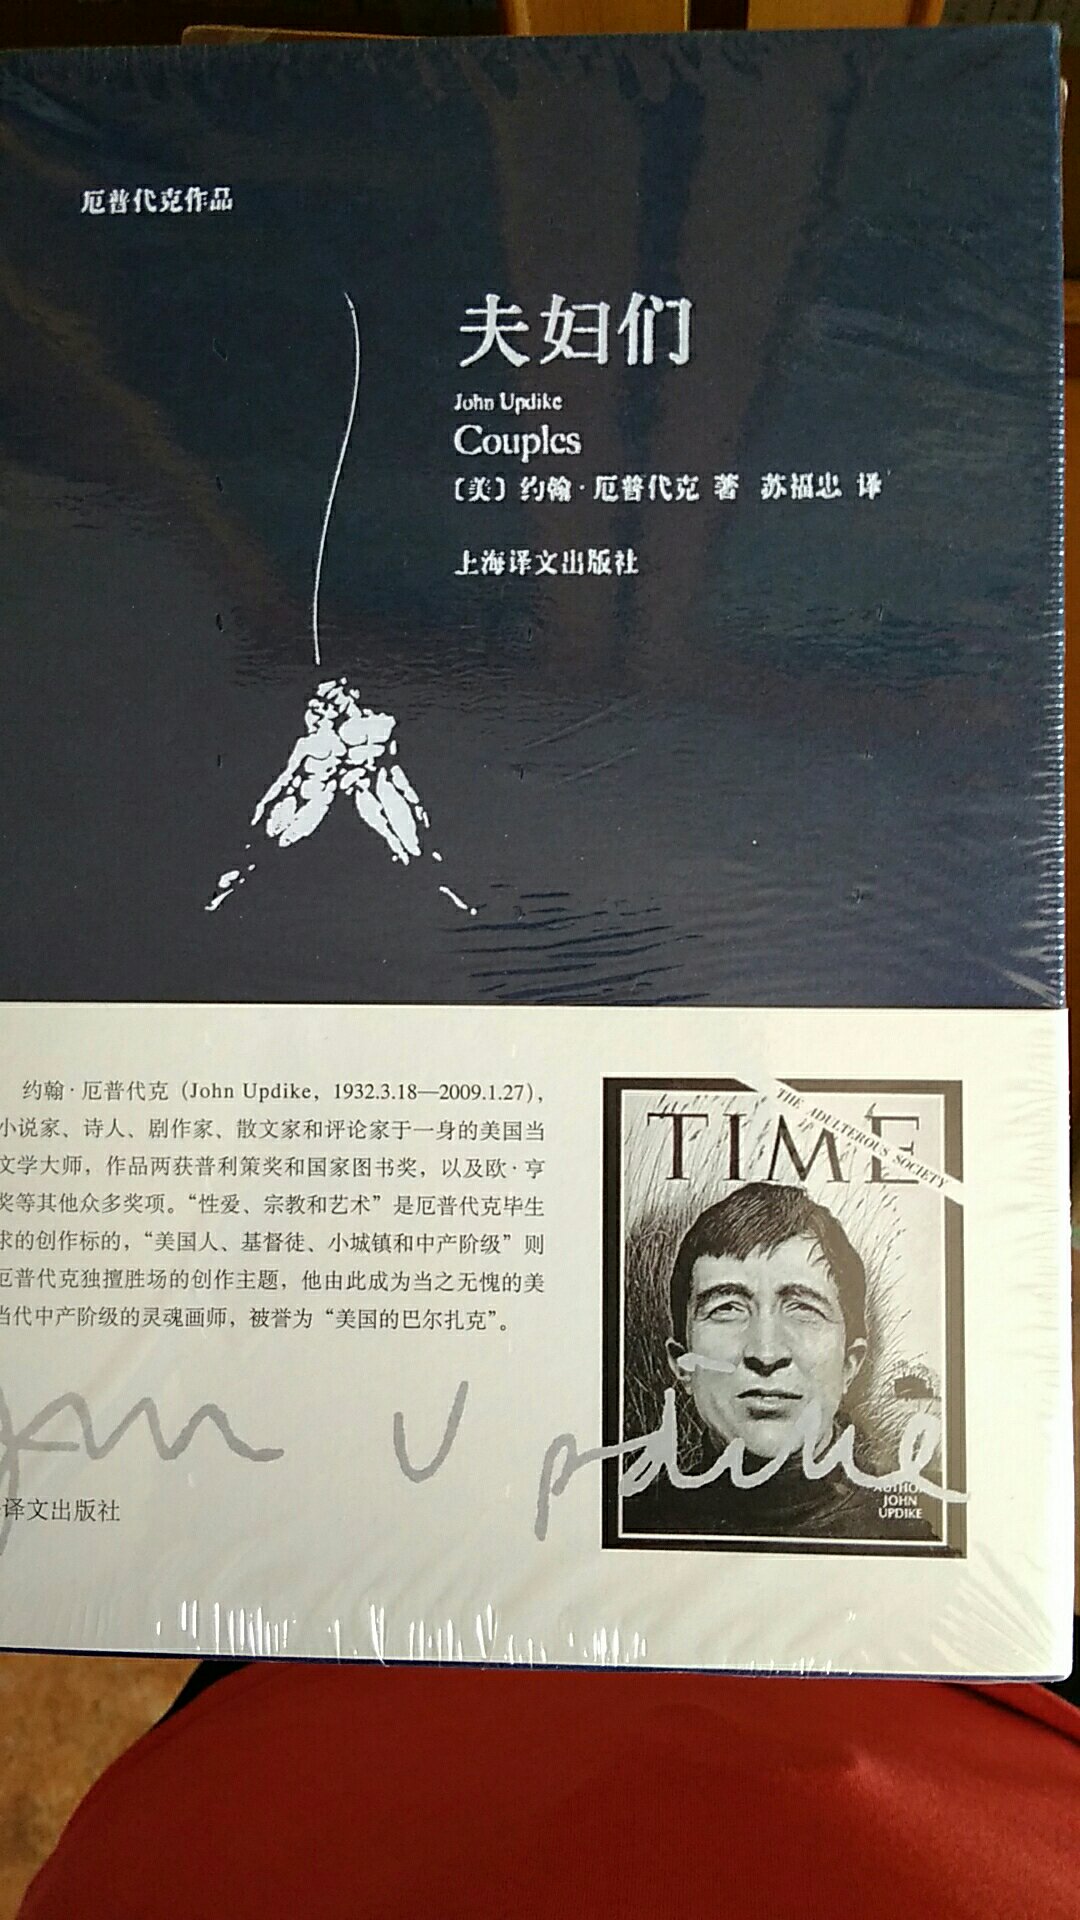 厄普代克作品
夫妇们
John Updike
Couples
〔美〕约翰·厄普代克 著 苏福忠 译
上海译文出版社
约翰·厄普代克（John Updike，1932.3.18—2009.1.27），
小说家、诗人、剧作家、散文家和评论家于一身的美国当
文学大师，作品两获普利策奖和国家图书奖，以及欧·亨
奖等其他众多奖项。“性爱、宗教和艺术”是厄普代克毕生
求的创作标的，“美国人、基督徒、小城镇和中产阶级”则
厄普代克独擅胜场的创作主题，他由此成为当之无愧的美
当代中产阶级的灵魂画师，被誉为“美国的巴尔扎克”。
John Updike
译文出版社
THE ADULTEROUS SOCIETY
TIME
AUTHOR
JOHN
UPDIKE